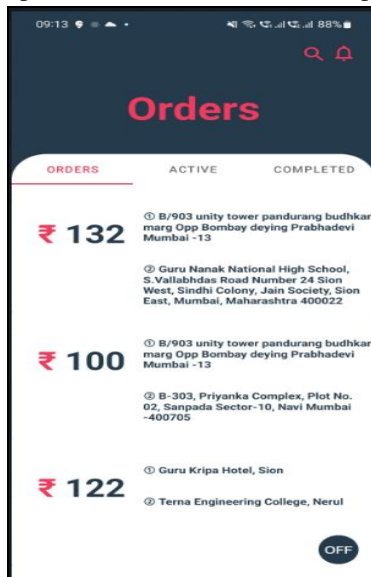 09:13
88%
Orders
ORDERS ACTIVE COMPLETED
₹ 132
① B/903 unity tower pandurang budhkar
marg Opp Bombay deying Prabhadevi
Mumbai -13
② Guru Nanak National High School,
S.Vallabhdas Road Number 24 Sion
West, Sindhi Colony, Jain Society, Sion
East, Mumbai, Maharashtra 400022
₹ 100
① B/903 unity tower pandurang budhkar
marg Opp Bombay deying Prabhadevi
Mumbai -13
② B-303, Priyanka Complex, Plot No.
02, Sanpada Sector-10, Navi Mumbai
-400705
₹ 122
① Guru Kripa Hotel, Sion
② Terna Engineering College, Nerul
OFF